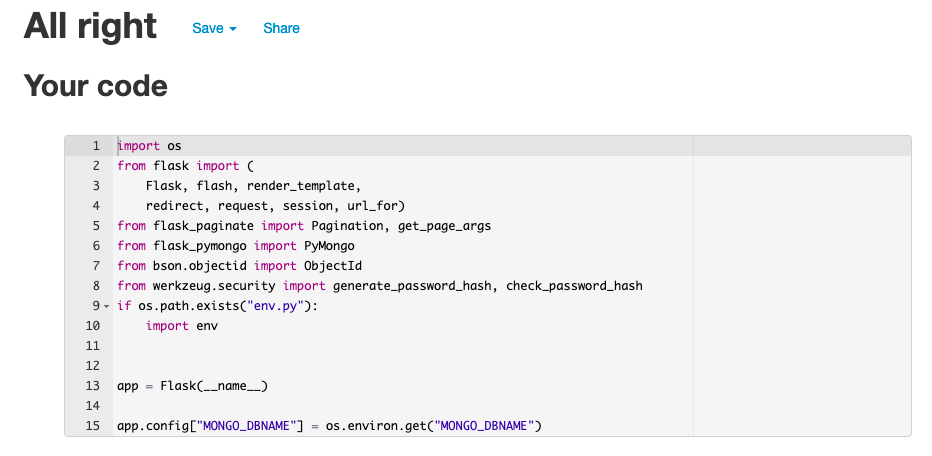 All right Save Share
Your code
1 import os
2 from flask import (
3     Flask, flash, render_template,
4     redirect, request, session, url_for)
5 from flask_paginate import Pagination, get_page_args
6 from flask_pymongo import PyMongo
7 from bson.objectid import ObjectId
8 from werkzeug.security import generate_password_hash, check_password_hash
9 if os.path.exists("env.py"):
10     import env
11
12
13 app = Flask(__name__)
14
15 app.config["MONGO_DBNAME"] = os.environ.get("MONGO_DBNAME")